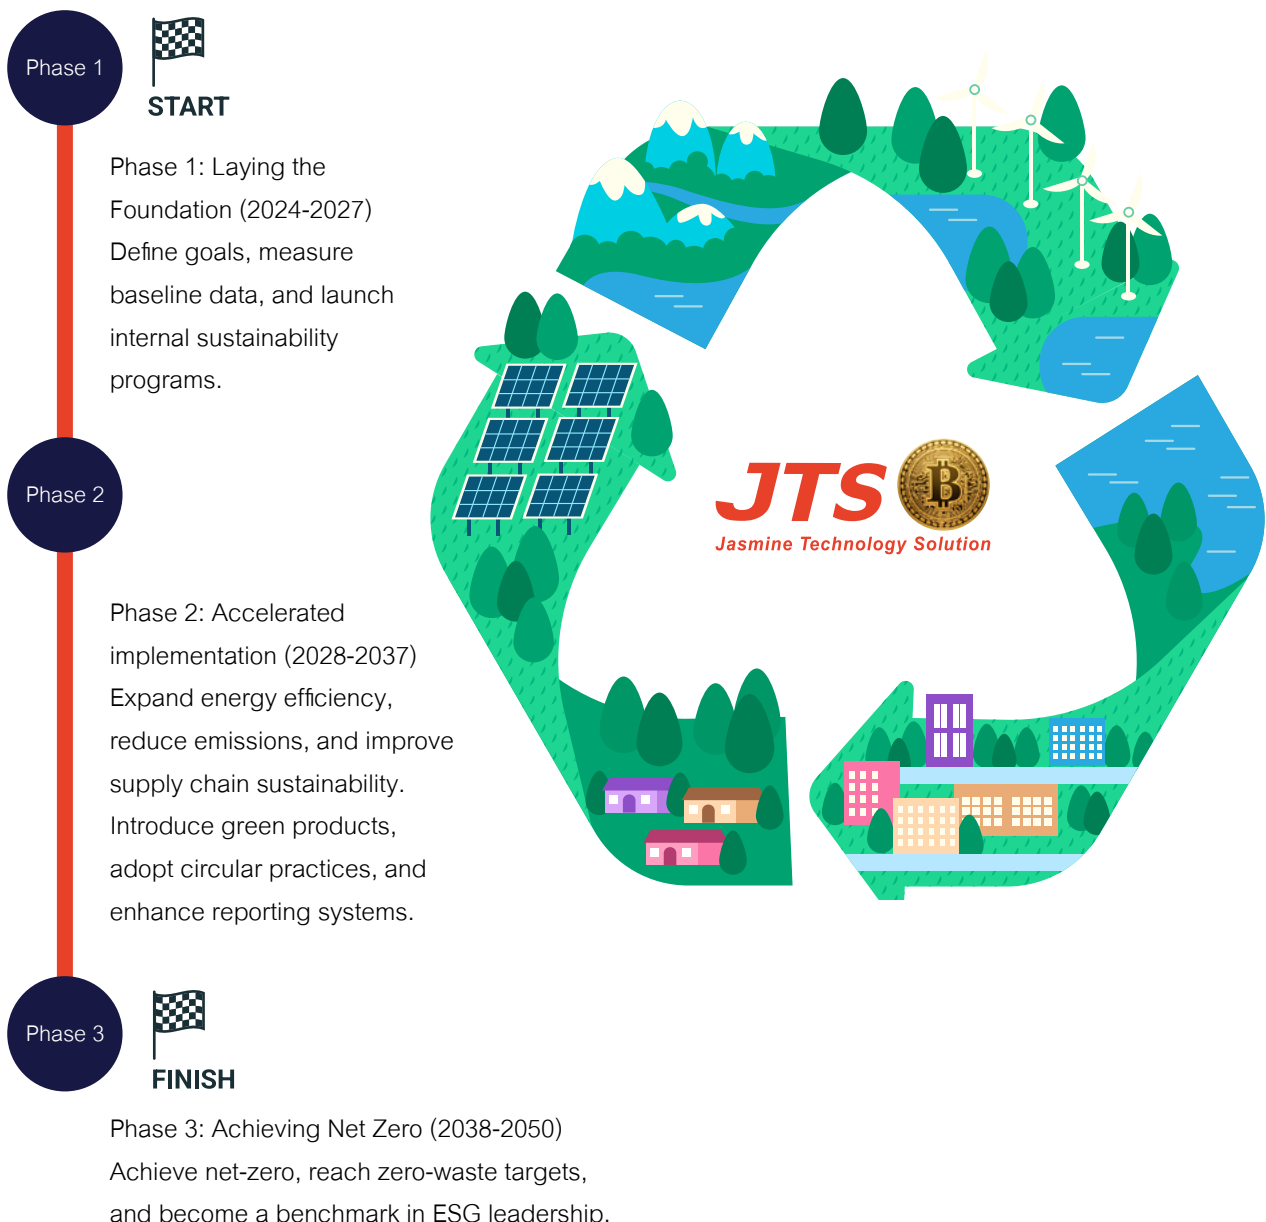 Phase 1
START
Phase 1: Laying the
Foundation (2024-2027)
Define goals, measure
baseline data, and launch
internal sustainability
programs.
Phase 2
JTS
Jasmine Technology Solution
Phase 2: Accelerated
implementation (2028-2037)
Expand energy efficiency,
reduce emissions, and improve
supply chain sustainability.
Introduce green products,
adopt circular practices, and
enhance reporting systems.
Phase 3
FINISH
Phase 3: Achieving Net Zero (2038-2050)
Achieve net-zero, reach zero-waste targets,
and become a benchmark in ESG leadership.